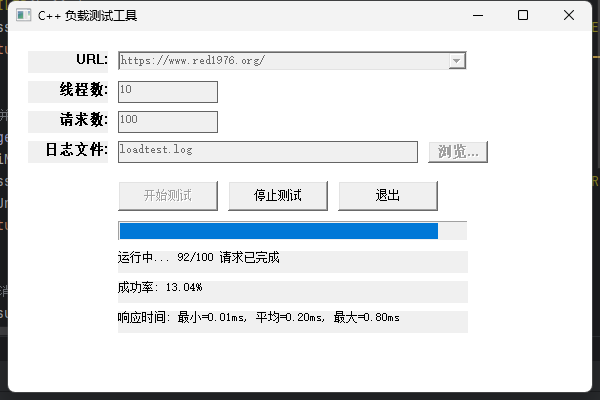 C++ 负载测试工具
URL: https://www.red1976.org/
线程数: 10
请求数: 100
日志文件: loadtest.log 浏览...
开始测试 停止测试 退出
运行中... 92/100 请求已完成
成功率: 13.04%
响应时间: 最小=0.01ms, 平均=0.20ms, 最大=0.80ms